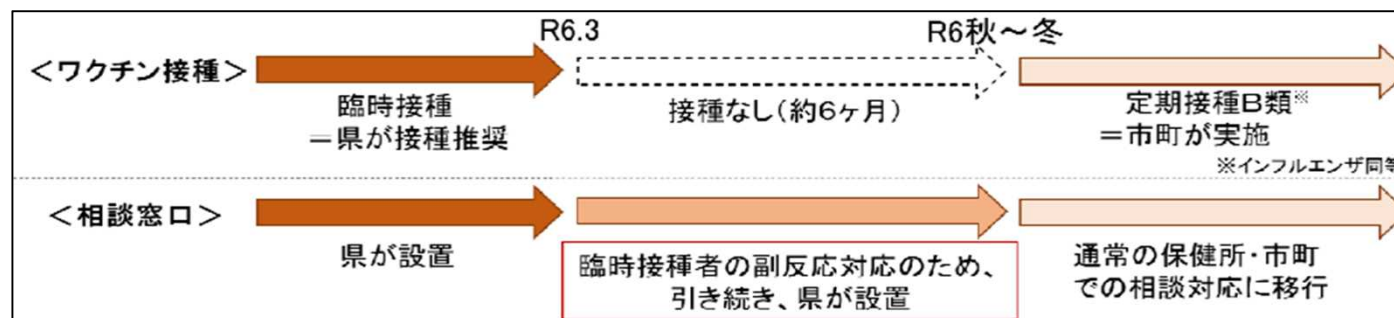 R6.3
R6秋～冬
＜ワクチン接種＞
臨時接種
＝県が接種推奨
接種なし（約６ヶ月）
定期接種Ｂ類※
＝市町が実施
※インフルエンザ同等
＜相談窓口＞
県が設置
臨時接種者の副反応対応のため、
引き続き、県が設置
通常の保健所・市町
での相談対応に移行